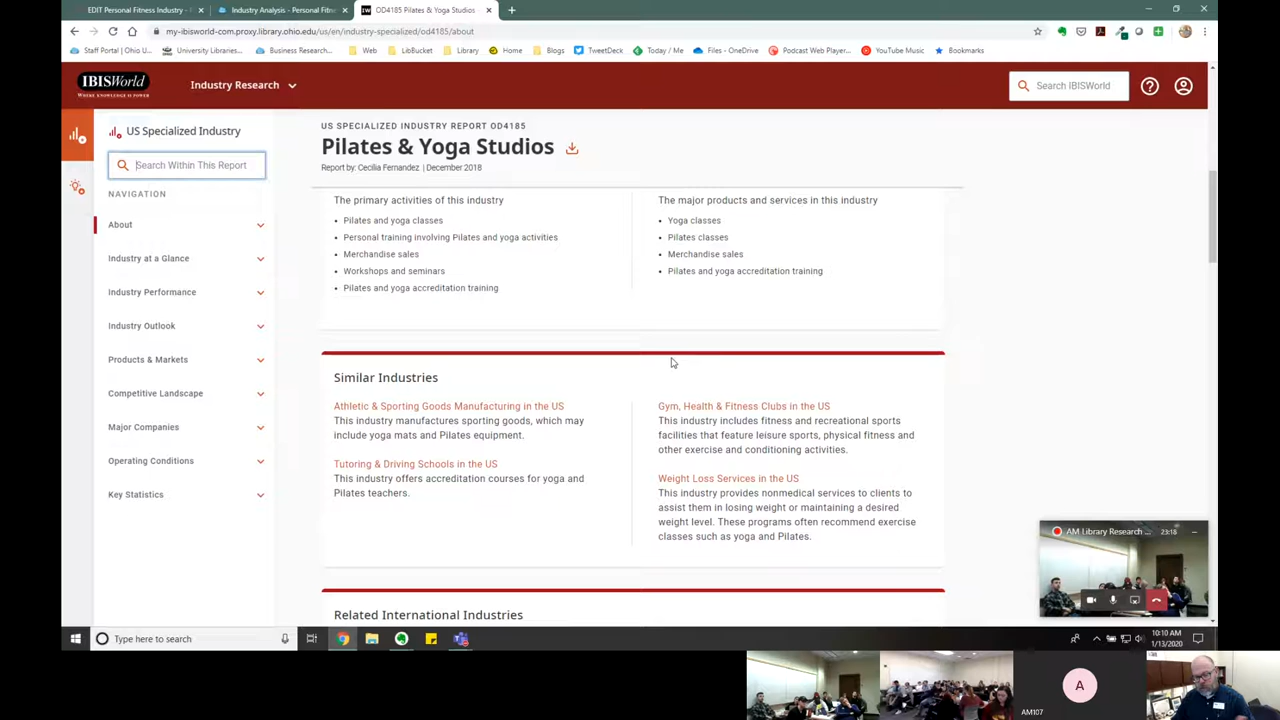 EDIT Personal Fitness Industry -
Industry Analysis - Personal Fitn
OD4185 Pilates & Yoga Studios
my-ibisworld-com.proxy.library.ohio.edu/us/en/industry-specialized/od4185/about
Staff Portal | Ohio U...
University Libraries...
Business Research...
Web
LibBucket
Library
Home
Blogs
TweetDeck
Today / Me
Files - OneDrive
Podcast Web Player...
YouTube Music
Bookmarks
IBISWorld
WHERE KNOWLEDGE IS POWER
Industry Research
Search IBISWorld
US Specialized Industry
Search Within This Report
NAVIGATION
About
Industry at a Glance
Industry Performance
Industry Outlook
Products & Markets
Competitive Landscape
Major Companies
Operating Conditions
Key Statistics
US SPECIALIZED INDUSTRY REPORT OD4185
Pilates & Yoga Studios
Report by: Cecilia Fernandez | December 2018
The primary activities of this industry
Pilates and yoga classes
Personal training involving Pilates and yoga activities
Merchandise sales
Workshops and seminars
Pilates and yoga accreditation training
The major products and services in this industry
Yoga classes
Pilates classes
Merchandise sales
Pilates and yoga accreditation training
Similar Industries
Athletic & Sporting Goods Manufacturing in the US
This industry manufactures sporting goods, which may
include yoga mats and Pilates equipment.
Tutoring & Driving Schools in the US
This industry offers accreditation courses for yoga and
Pilates teachers.
Gym, Health & Fitness Clubs in the US
This industry includes fitness and recreational sports
facilities that feature leisure sports, physical fitness and
other exercise and conditioning activities.
Weight Loss Services in the US
This industry provides nonmedical services to clients to
assist them in losing weight or maintaining a desired
weight level. These programs often recommend exercise
classes such as yoga and Pilates.
Related International Industries
AM Library Research ...
23:18
Type here to search
10:10 AM
1/13/2020
A
AM107